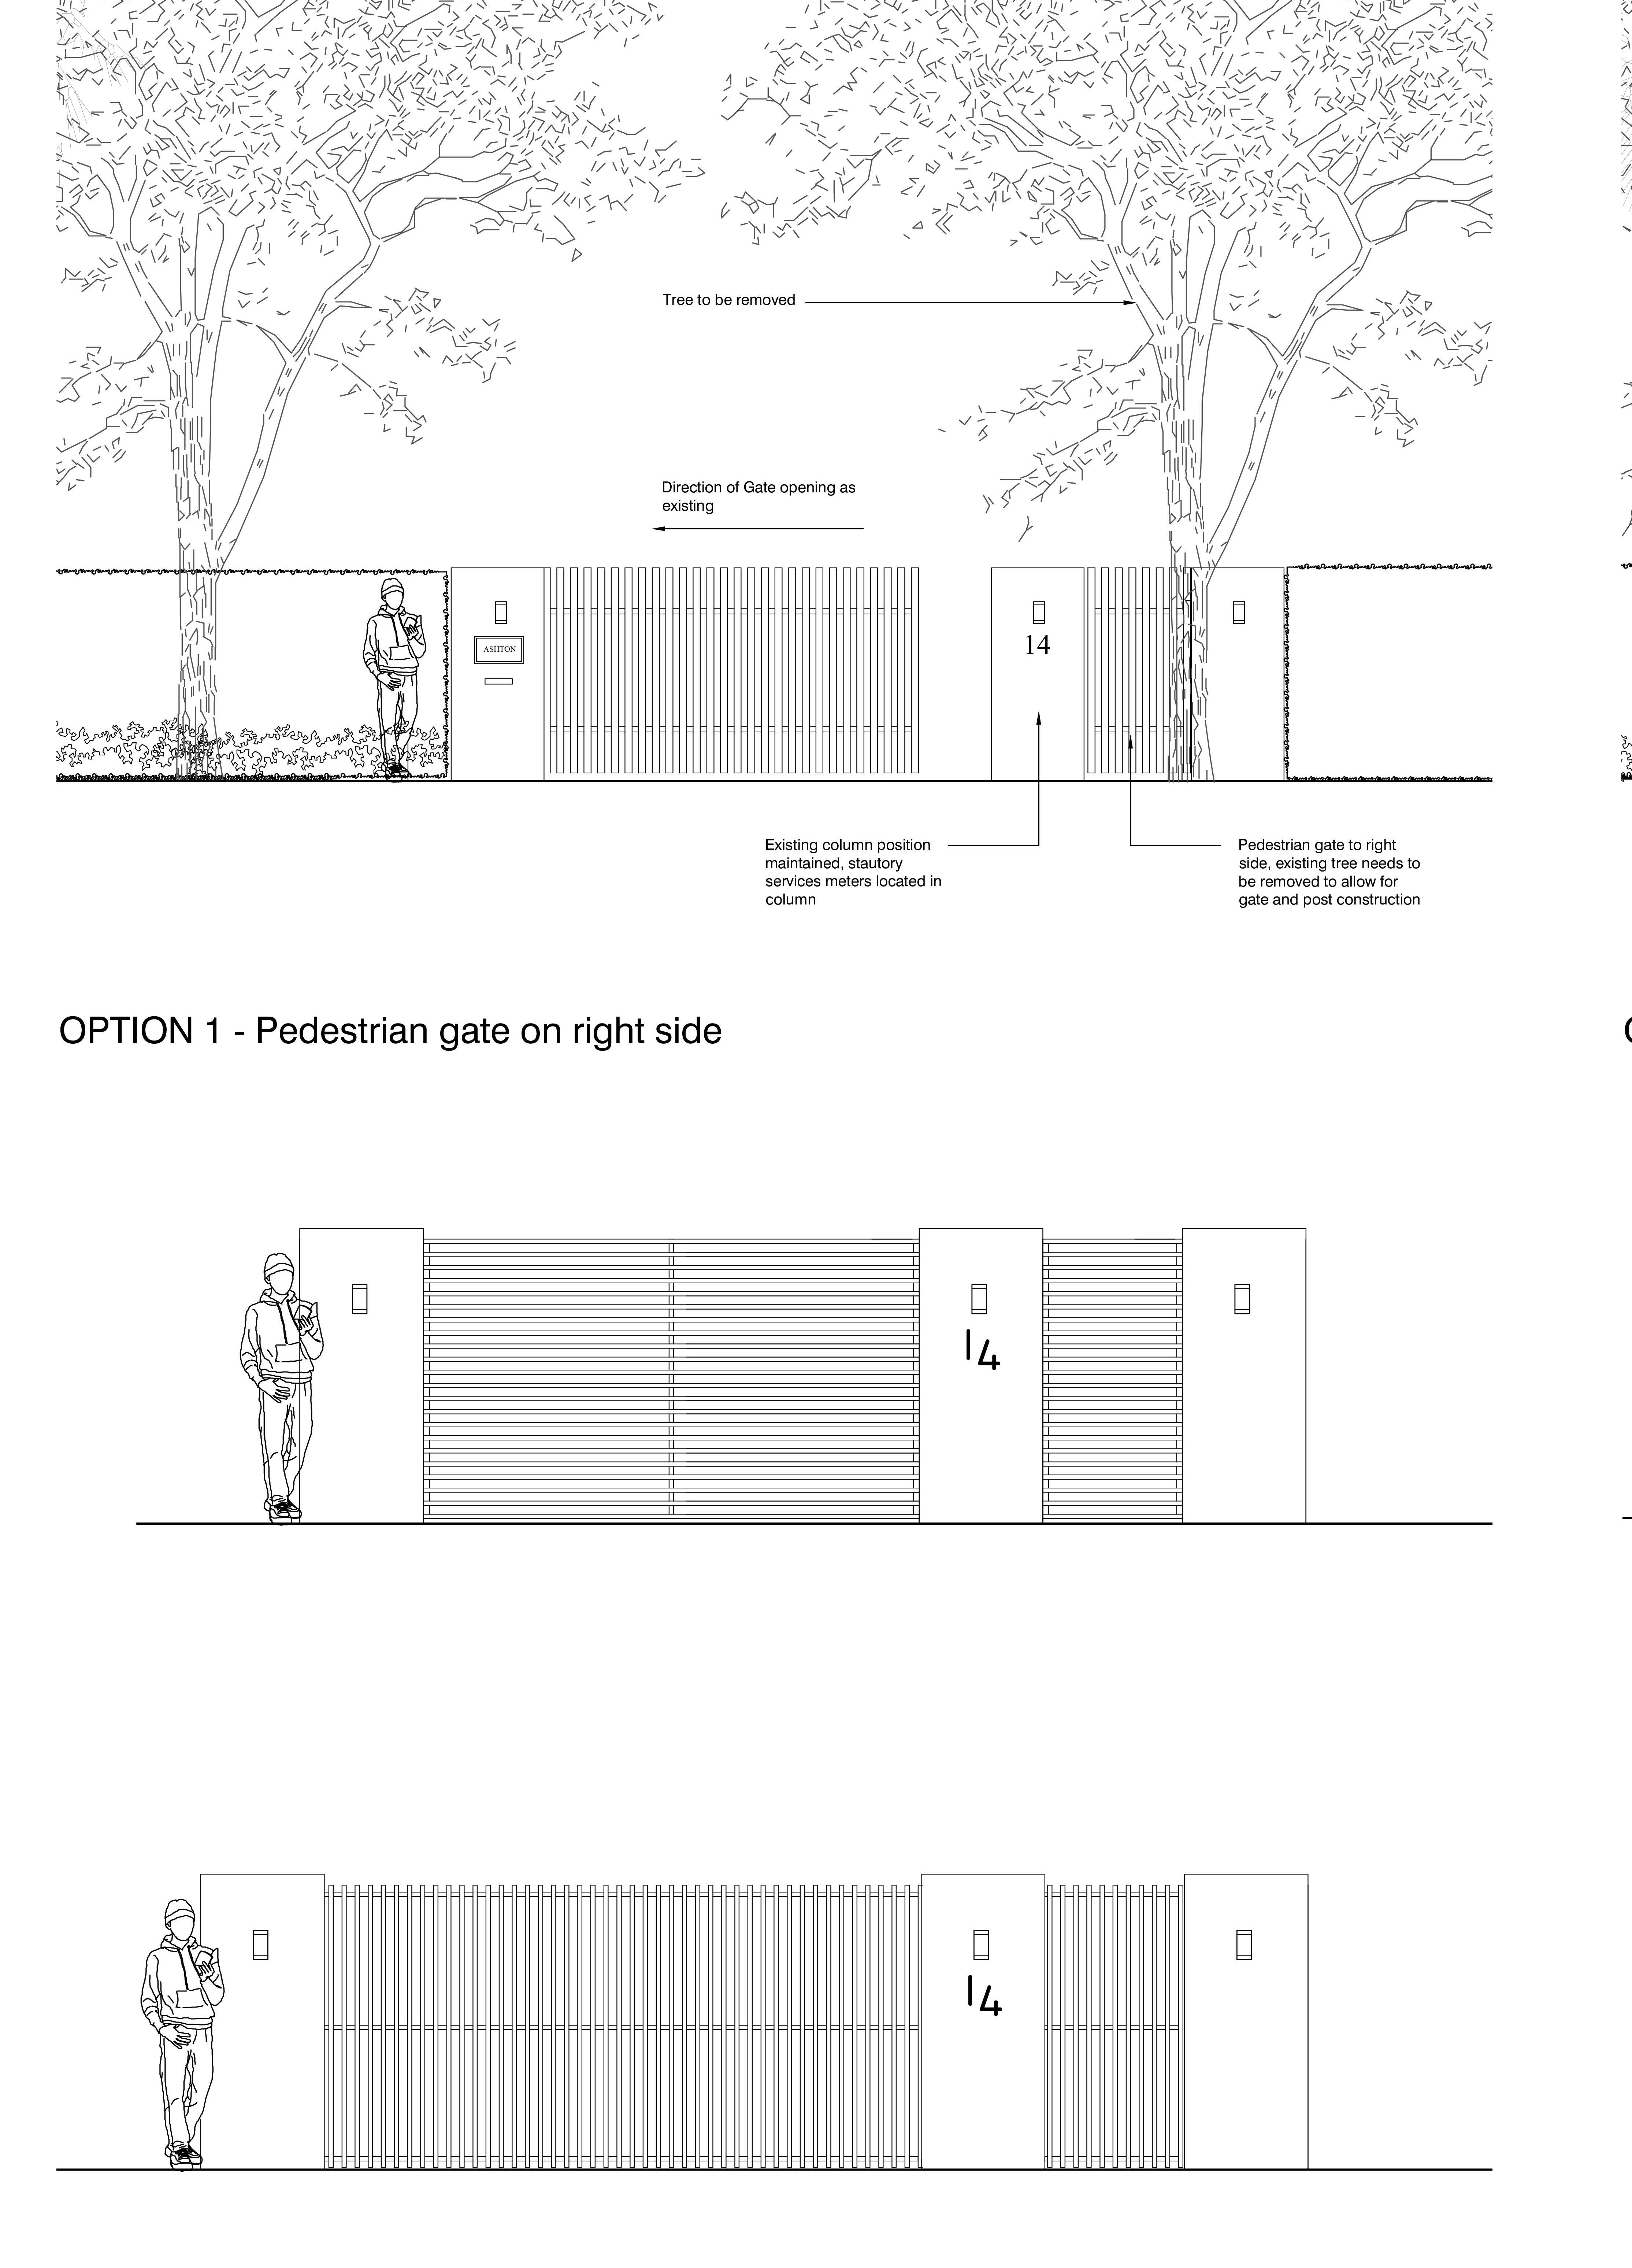 Tree to be removed
Direction of Gate opening as
existing
ASHTON
14
Existing column position
maintained, stautory
services meters located in
column
Pedestrian gate to right
side, existing tree needs to
be removed to allow for
gate and post construction
OPTION 1 - Pedestrian gate on right side
14
14